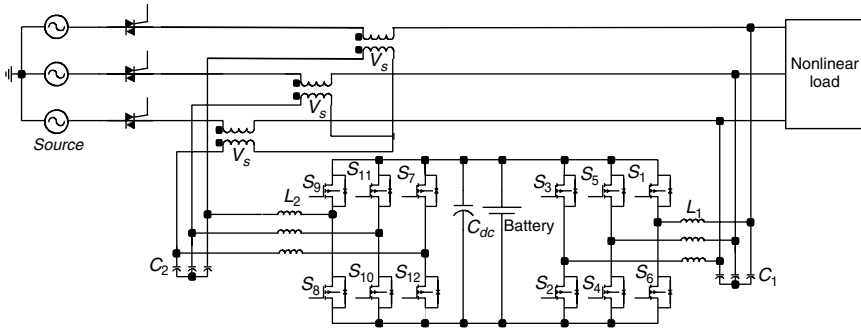 Nonlinear
load
V_s
V_s
Source
V_s
S_9
S_11
S_7
S_3
S_5
S_1
L_2
L_1
C_dc
Battery
C_2
S_8
S_10
S_12
S_2
S_4
S_6
C_1